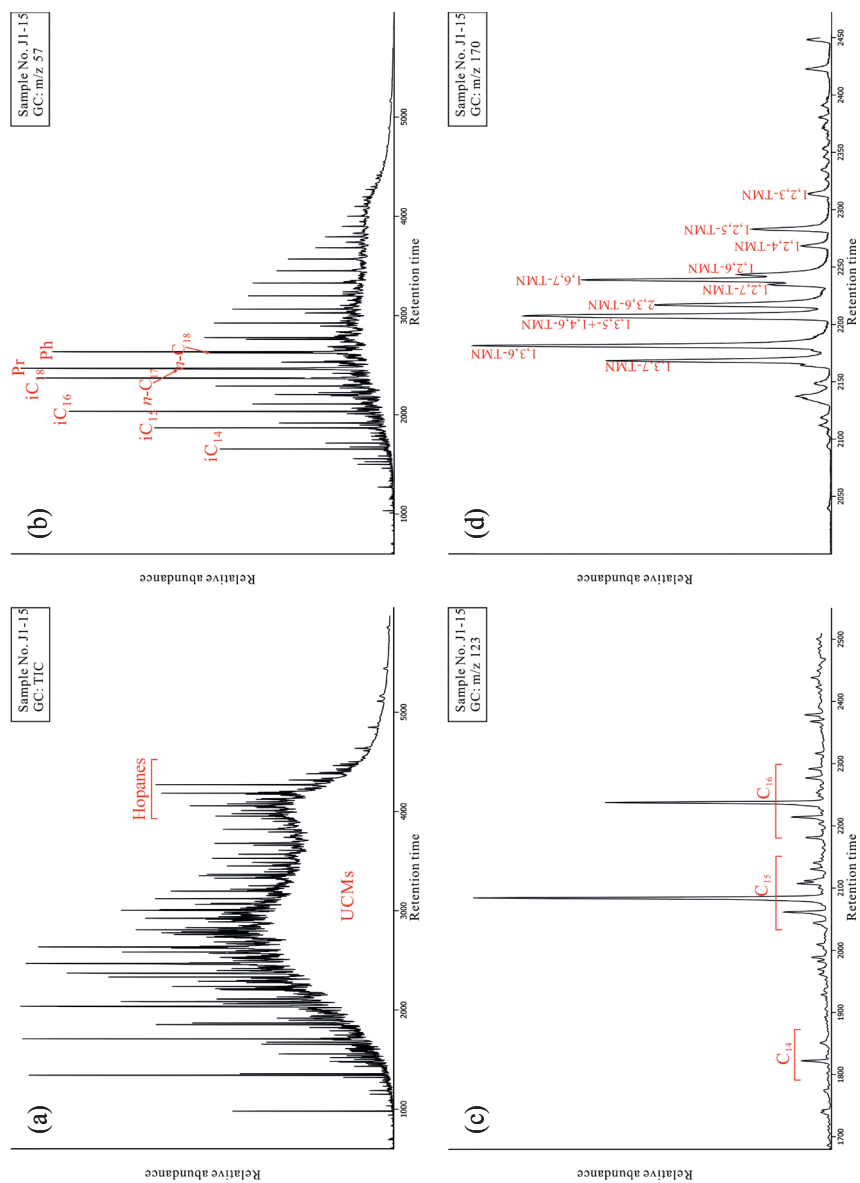 (a)
Sample No. J1-15
GC: TIC
Relative abundance
Hopanes
UCMs
1000
2000
3000
4000
5000
Retention time
(b)
Sample No. J1-15
GC: m/z 57
Relative abundance
iC14
iC15
iC16
iC18
Pr
Ph
n-C17
n-C18
1000
2000
3000
4000
5000
Retention time
(c)
Sample No. J1-15
GC: m/z 123
Relative abundance
C14
C15
C16
1700
1800
1900
2000
2100
2200
2300
2400
2500
Retention time
(d)
Sample No. J1-15
GC: m/z 170
Relative abundance
1,3,7-TMN
1,3,6-TMN
1,3,5-+1,4,6-TMN
2,3,6-TMN
1,2,7-TMN
1,6,7-TMN
1,2,6-TMN
1,2,4-TMN
1,2,5-TMN
1,2,3-TMN
2050
2100
2150
2200
2250
2300
2350
2400
2450
Retention time